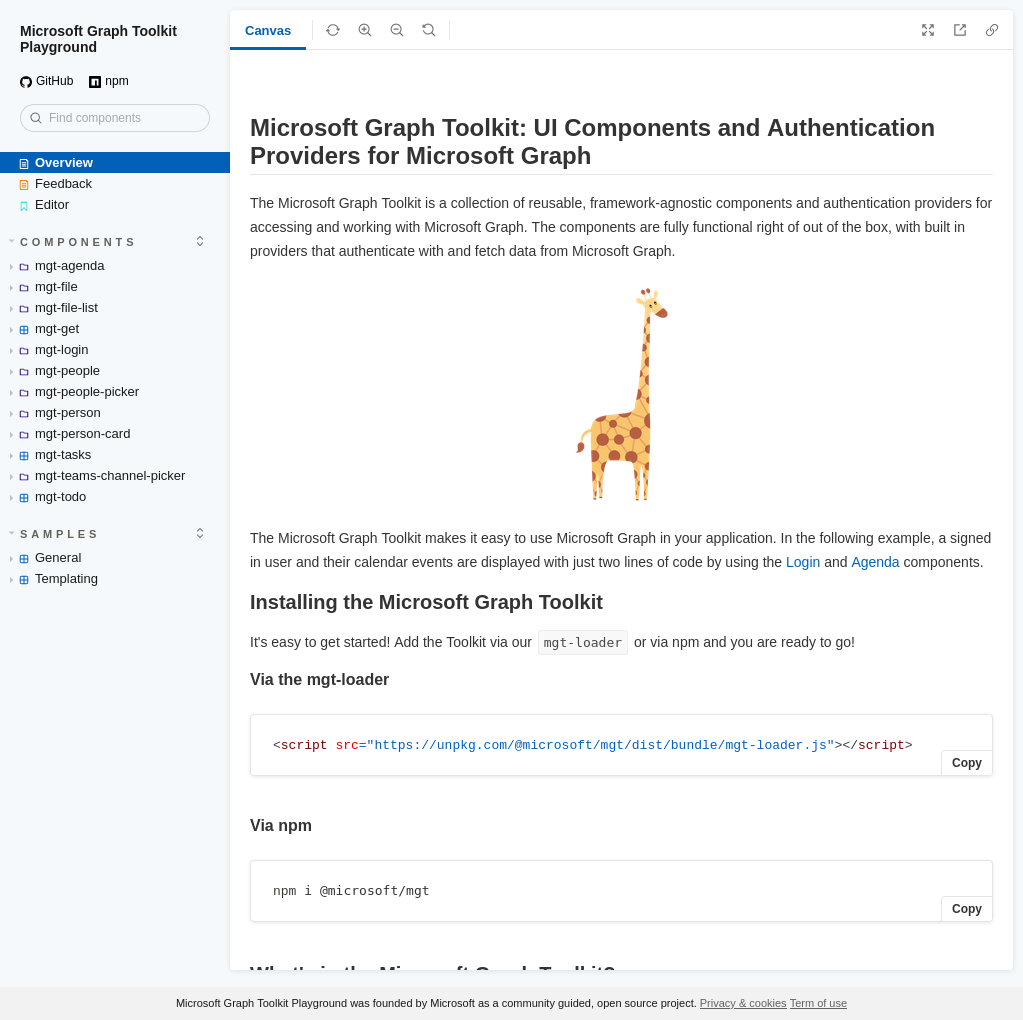 Microsoft Graph Toolkit
Playground
GitHub
npm
Find components
Overview
Feedback
Editor
COMPONENTS
mgt-agenda
mgt-file
mgt-file-list
mgt-get
mgt-login
mgt-people
mgt-people-picker
mgt-person
mgt-person-card
mgt-tasks
mgt-teams-channel-picker
mgt-todo
SAMPLES
General
Templating
Canvas
Microsoft Graph Toolkit: UI Components and Authentication
Providers for Microsoft Graph
The Microsoft Graph Toolkit is a collection of reusable, framework-agnostic components and authentication providers for
accessing and working with Microsoft Graph. The components are fully functional right of out of the box, with built in
providers that authenticate with and fetch data from Microsoft Graph.
The Microsoft Graph Toolkit makes it easy to use Microsoft Graph in your application. In the following example, a signed
in user and their calendar events are displayed with just two lines of code by using the Login and Agenda components.
Installing the Microsoft Graph Toolkit
It's easy to get started! Add the Toolkit via our mgt-loader or via npm and you are ready to go!
Via the mgt-loader
<script src="https://unpkg.com/@microsoft/mgt/dist/bundle/mgt-loader.js"></script>
Copy
Via npm
npm i @microsoft/mgt
Copy
What's in the Microsoft Graph Toolkit?
Microsoft Graph Toolkit Playground was founded by Microsoft as a community guided, open source project. Privacy & cookies Term of use